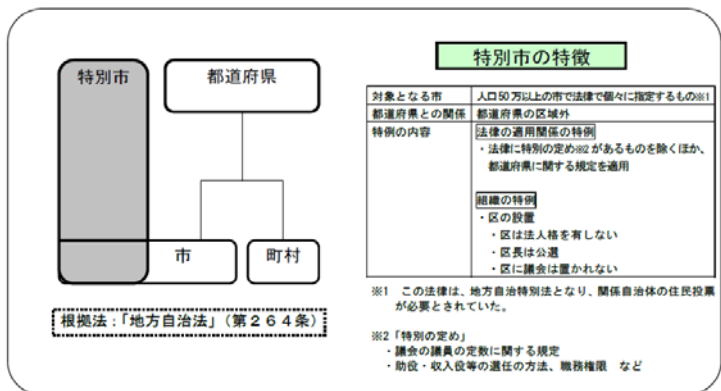 特別市
都道府県
市
町村
根拠法：「地方自治法」（第２６４条）
特別市の特徴
対象となる市 人口50万以上の市で法律で個々に指定するもの※1
都道府県との関係 都道府県の区域外
特例の内容 法律の適用関係の特例
・法律に特別の定め※2があるものを除くほか、
都道府県に関する規定を適用
組織の特例
・区の設置
・区は法人格を有しない
・区長は公選
・区に議会は置かれない
※1 この法律は、地方自治特別法となり、関係自治体の住民投票
が必要とされていた。
※2「特別の定め」
・議会の議員の定数に関する規定
・助役・収入役等の選任の方法、職務権限 など